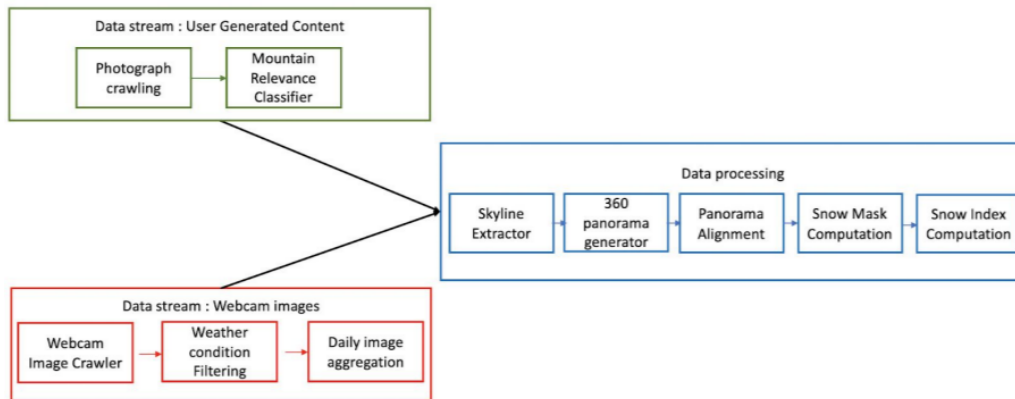 Data stream : User Generated Content
Photograph
crawling
Mountain
Relevance
Classifier
Data processing
Skyline
Extractor
360
panorama
generator
Panorama
Alignment
Snow Mask
Computation
Snow Index
Computation
Data stream : Webcam images
Webcam
Image Crawler
Weather
condition
Filtering
Daily image
aggregation